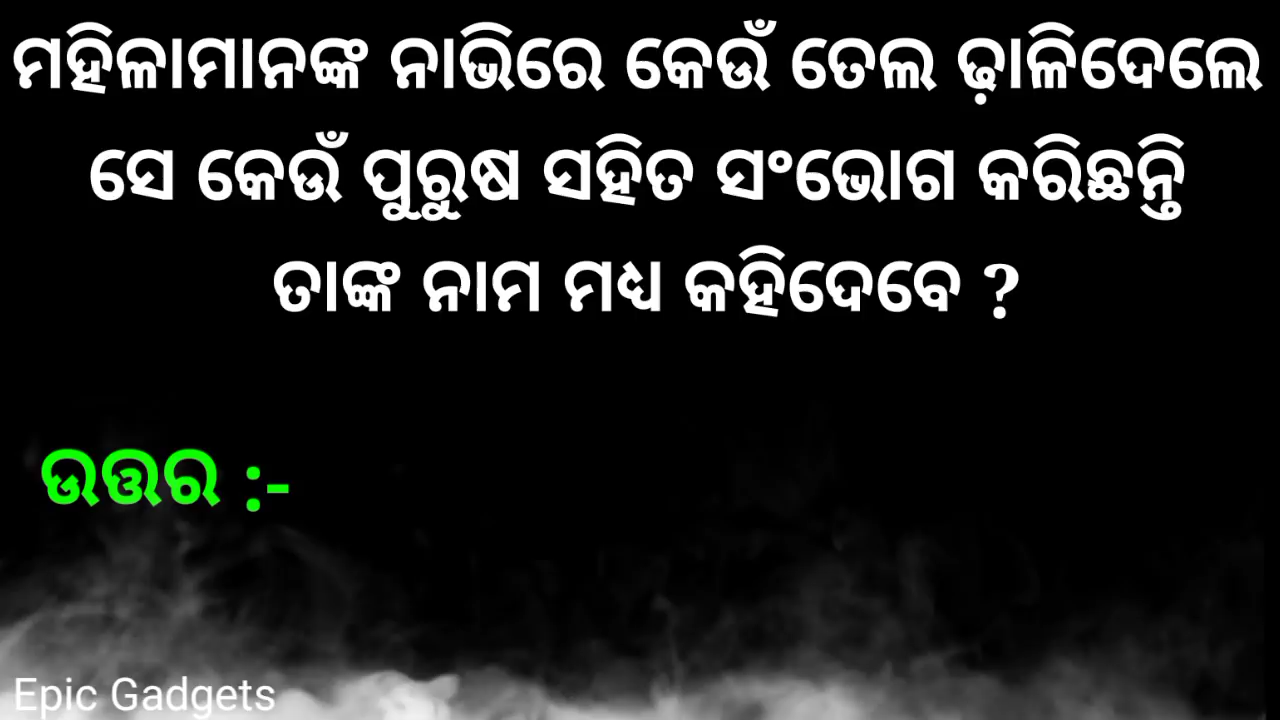 ମହିଳାମାନଙ୍କ ନାଭିରେ କେଉଁ ତେଲ ଢ଼ାଳିଦେଲେ
ସେ କେଉଁ ପୁରୁଷ ସହିତ ସଂଭୋଗ କରିଛନ୍ତି
ତାଙ୍କ ନାମ ମଧ୍ୟ କହିଦେବେ ?
ଉତ୍ତର :-
Epic Gadgets